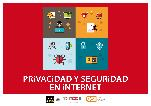 PRIVACIDAD Y SEGURIDAD
EN INTERNET